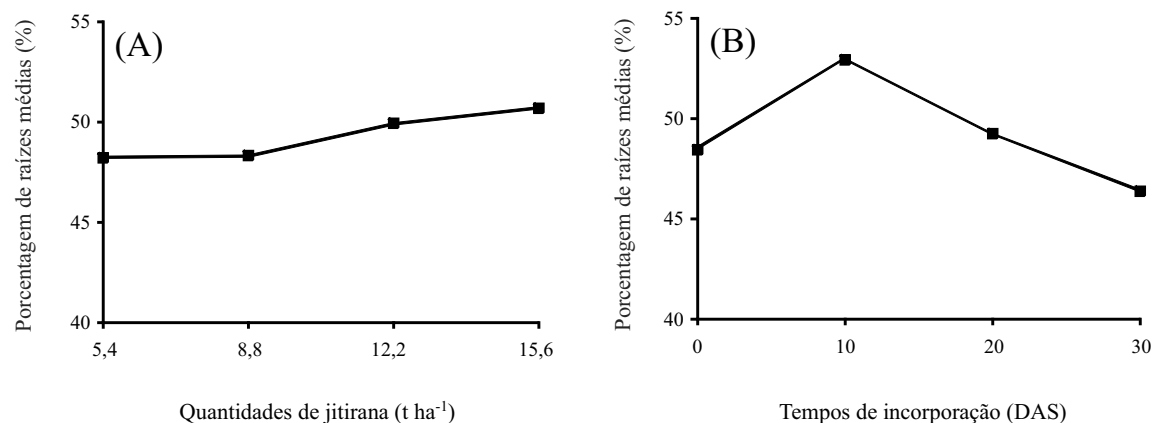 (A)
Porcentagem de raízes médias (%)
55
50
45
40
5,4 8,8 12,2 15,6
Quantidades de jitirana (t ha⁻¹)
(B)
Porcentagem de raízes médias (%)
55
50
45
40
0 10 20 30
Tempos de incorporação (DAS)